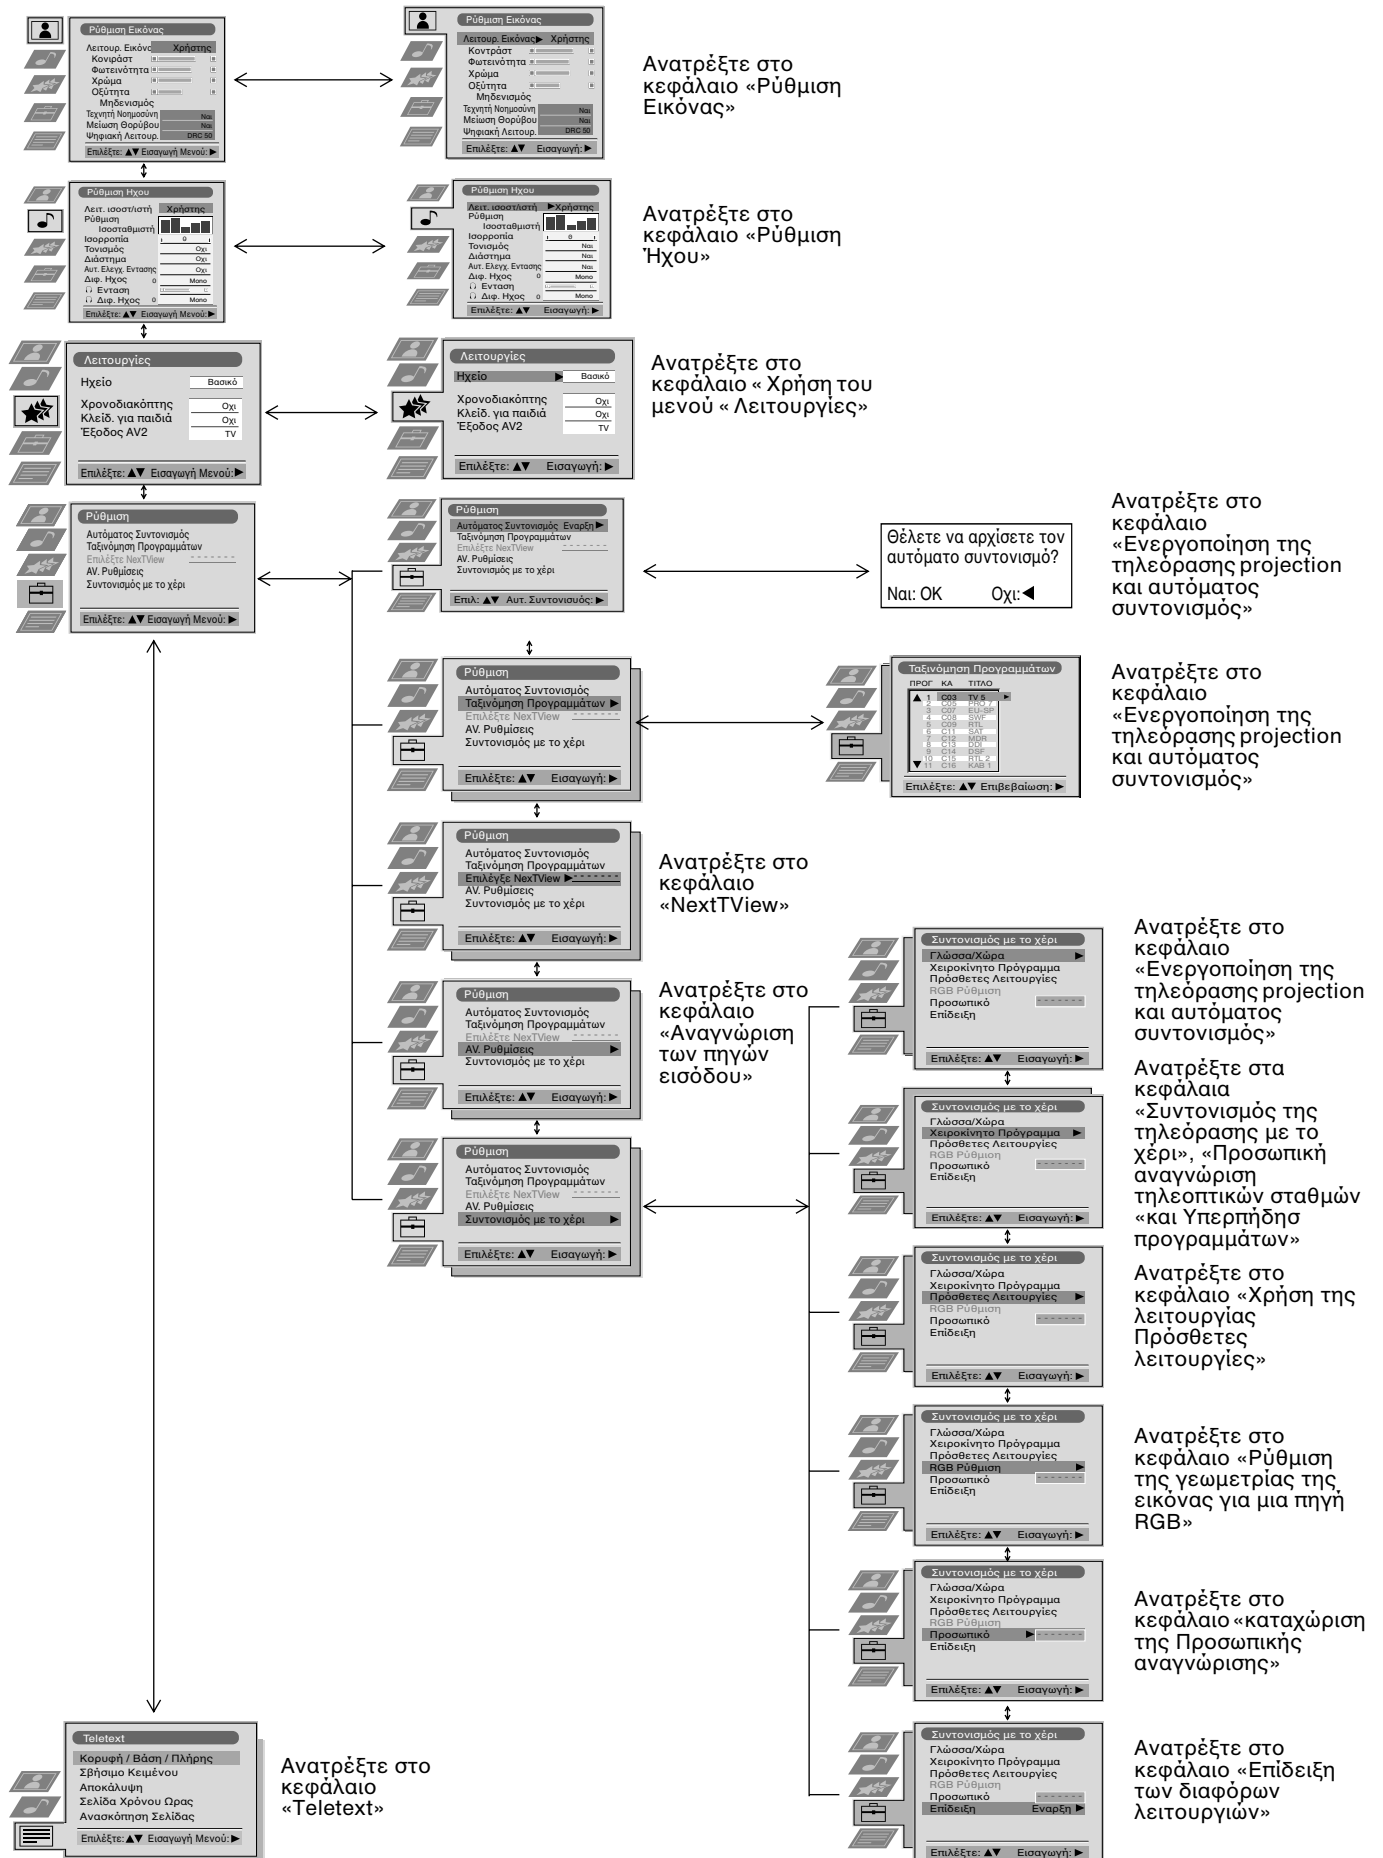 Ρύθμιση Εικόνας
Λειτουρ. Εικόνα Χρήστης
Κονιράστ
Φωτεινότητα
Χρώμα
Οξύτητα
Μηδενισμός
Τεχνητή Νοημοσύνη Ναι
Μείωση Θορύβου Ναι
Ψηφιακή Λειτουρ. DRC 50
Επιλέξτε: ▲▼ Εισαγωγή Μενού: ▶
Ρύθμιση Εικόνας
Λειτουρ. Εικόνας▶ Χρήστης
Κοντράστ
Φωτεινότητα
Χρώμα
Οξύτητα
Μηδενισμός
Τεχνητή Νοημοσύνη Ναι
Μείωση Θορύβου Ναι
Ψηφιακή Λειτουρ. DRC 50
Επιλέξτε: ▲▼ Εισαγωγή: ▶
Ανατρέξτε στο
κεφάλαιο «Ρύθμιση
Εικόνας»
Ρύθμιση Ηχου
Λειτ. ισοστ/ιστή Χρήστης
Ρύθμιση
Ισοσταθμιστή
Ισορροπία 0
Τονισμός Οχι
Διάστημα Οχι
Αυτ. Ελεγχ. Εντασης Οχι
Διφ. Ηχος 0 Mono
Ενταση
Διφ. Ηχος 0 Mono
Επιλέξτε: ▲▼ Εισαγωγή Μενού: ▶
Ρύθμιση Ηχου
Λειτ. ισοστ/ιστή ▶Χρήστης
Ρύθμιση
Ισοσταθμιστή
Ισορροπία 0
Τονισμός Ναι
Διάστημα Ναι
Αυτ. Ελεγχ. Εντασης Ναι
Διφ. Ηχος 0 Mono
Ενταση
Διφ. Ηχος 0 Mono
Επιλέξτε: ▲▼ Εισαγωγή: ▶
Ανατρέξτε στο
κεφάλαιο «Ρύθμιση
Ήχου»
Λειτουργίες
Ηχείο Βασικό
Χρονοδιακόπτης Οχι
Κλείδ. για παιδιά Οχι
Έξοδος AV2 TV
Επιλέξτε: ▲▼ Εισαγωγή Μενού: ▶
Λειτουργίες
Ηχείο ▶ Βασικό
Χρονοδιακόπτης Οχι
Κλείδ. για παιδιά Οχι
Έξοδος AV2 TV
Επιλέξτε: ▲▼ Εισαγωγή: ▶
Ανατρέξτε στο
κεφάλαιο « Χρήση του
μενού « Λειτουργίες»
Ρύθμιση
Αυτόματος Συντονισμός
Ταξινόμηση Προγραμμάτων
Επιλέξτε NexTView - - - - - -
AV. Ρυθμίσεις
Συντονισμός με το χέρι
Επιλέξτε: ▲▼ Εισαγωγή Μενού: ▶
Ρύθμιση
Αυτόματος Συντονισμός Εναρξη ▶
Ταξινόμηση Προγραμμάτων
Επιλέξτε NexTView - - - - - - -
AV. Ρυθμίσεις
Συντονισμός με το χέρι
Επιλ: ▲▼ Αυτ. Συντονισυός: ▶
Θέλετε να αρχίσετε τον
αυτόματο συντονισμό?
Ναι: OK Οχι: ◀
Ανατρέξτε στο
κεφάλαιο
«Ενεργοποίηση της
τηλεόρασης projection
και αυτόματος
συντονισμός»
Ρύθμιση
Αυτόματος Συντονισμός
Ταξινόμηση Προγραμμάτων ▶
Επιλέξτε NexTView - - - - - -
AV. Ρυθμίσεις
Συντονισμός με το χέρι
Επιλέξτε: ▲▼ Εισαγωγή: ▶
Ταξινόμηση Προγραμμάτων
ΠΡΟΓ ΚΑ ΤΙΤΛΟ
▲ 1 C03 TV 5 ▶
2 C05 PRO 7
3 C07 EU-SP
4 C08 SWF
5 C09 RTL
6 C11 SAT
7 C12 MDR
8 C13 DDI
9 C14 DSF
10 C15 RTL 2
▼ 11 C16 KAB 1
Επιλέξτε: ▲▼ Επιβεβαίωση: ▶
Ανατρέξτε στο
κεφάλαιο
«Ενεργοποίηση της
τηλεόρασης projection
και αυτόματος
συντονισμός»
Ρύθμιση
Αυτόματος Συντονισμός
Ταξινόμηση Προγραμμάτων
Επιλέγξε NexTView ▶ - - - - - -
AV. Ρυθμίσεις
Συντονισμός με το χέρι
Επιλέξτε: ▲▼ Εισαγωγή: ▶
Ανατρέξτε στο
κεφάλαιο
«NextTView»
Ρύθμιση
Αυτόματος Συντονισμός
Ταξινόμηση Προγραμμάτων
Επιλέξτε NexTView - - - - - -
AV. Ρυθμίσεις ▶
Συντονισμός με το χέρι
Επιλέξτε: ▲▼ Εισαγωγή: ▶
Ανατρέξτε στο
κεφάλαιο
«Αναγνώριση
των πηγών
εισόδου»
Ρύθμιση
Αυτόματος Συντονισμός
Ταξινόμηση Προγραμμάτων
Επιλέξτε NexTView - - - - - -
AV. Ρυθμίσεις
Συντονισμός με το χέρι ▶
Επιλέξτε: ▲▼ Εισαγωγή: ▶
Συντονισμός με το χέρι
Γλώσσα/Χώρα ▶
Χειροκίνητο Πρόγραμμα
Πρόσθετες Λειτουργίες
RGB Ρύθμιση
Προσωπικό - - - - - -
Επίδειξη
Επιλέξτε: ▲▼ Εισαγωγή: ▶
Ανατρέξτε στο
κεφάλαιο
«Ενεργοποίηση της
τηλεόρασης projection
και αυτόματος
συντονισμός»
Συντονισμός με το χέρι
Γλώσσα/Χώρα
Χειροκίνητο Πρόγραμμα ▶
Πρόσθετες Λειτουργίες
RGB Ρύθμιση
Προσωπικό - - - - - -
Επίδειξη
Επιλέξτε: ▲▼ Εισαγωγή: ▶
Ανατρέξτε στα
κεφάλαια
«Συντονισμός της
τηλεόρασης με το
χέρι», «Προσωπική
αναγνώριση
τηλεοπτικών σταθμών
«και Υπερπήδησ
προγραμμάτων»
Συντονισμός με το χέρι
Γλώσσα/Χώρα
Χειροκίνητο Πρόγραμμα
Πρόσθετες Λειτουργίες ▶
RGB Ρύθμιση
Προσωπικό - - - - - -
Επίδειξη
Επιλέξτε: ▲▼ Εισαγωγή: ▶
Ανατρέξτε στο
κεφάλαιο «Χρήση της
λειτουργίας
Πρόσθετες
λειτουργίες»
Συντονισμός με το χέρι
Γλώσσα/Χώρα
Χειροκίνητο Πρόγραμμα
Πρόσθετες Λειτουργίες
RGB Ρύθμιση ▶
Προσωπικό - - - - - -
Επίδειξη
Επιλέξτε: ▲▼ Εισαγωγή: ▶
Ανατρέξτε στο
κεφάλαιο «Ρύθμιση
της γεωμετρίας της
εικόνας για μια πηγή
RGB»
Συντονισμός με το χέρι
Γλώσσα/Χώρα
Χειροκίνητο Πρόγραμμα
Πρόσθετες Λειτουργίες
RGB Ρύθμιση
Προσωπικό ▶ - - - - - -
Επίδειξη
Επιλέξτε: ▲▼ Εισαγωγή: ▶
Ανατρέξτε στο
κεφάλαιο «καταχώριση
της Προσωπικής
αναγνώρισης»
Συντονισμός με το χέρι
Γλώσσα/Χώρα
Χειροκίνητο Πρόγραμμα
Πρόσθετες Λειτουργίες
RGB Ρύθμιση
Προσωπικό - - - - - -
Επίδειξη Εναρξη ▶
Επιλέξτε: ▲▼ Εισαγωγή: ▶
Ανατρέξτε στο
κεφάλαιο «Επίδειξη
των διαφόρων
λειτουργιών»
Teletext
Κορυφή / Βάση / Πλήρης
Σβήσιμο Κειμένου
Αποκάλυψη
Σελίδα Χρόνου Ωρας
Ανασκόπηση Σελίδας
Επιλέξτε: ▲▼ Εισαγωγή Μενού: ▶
Ανατρέξτε στο
κεφάλαιο
«Teletext»